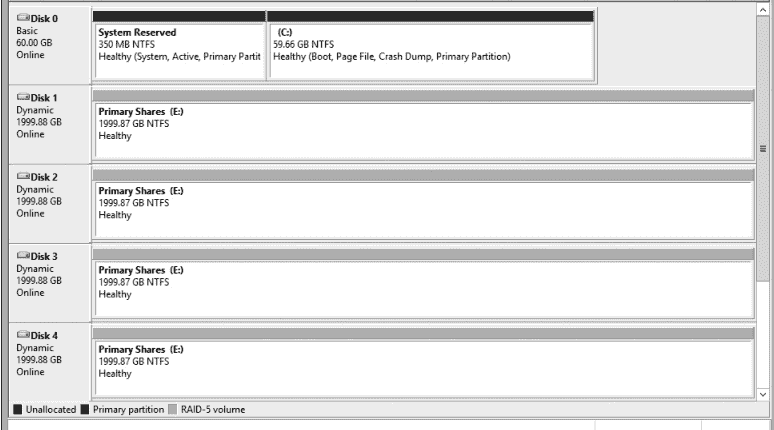 Disk 0
Basic
60.00 GB
Online
System Reserved
350 MB NTFS
Healthy (System, Active, Primary Partit
(C:)
59.66 GB NTFS
Healthy (Boot, Page File, Crash Dump, Primary Partition)
Disk 1
Dynamic
1999.88 GB
Online
Primary Shares (E:)
1999.87 GB NTFS
Healthy
Disk 2
Dynamic
1999.88 GB
Online
Primary Shares (E:)
1999.87 GB NTFS
Healthy
Disk 3
Dynamic
1999.88 GB
Online
Primary Shares (E:)
1999.87 GB NTFS
Healthy
Disk 4
Dynamic
1999.88 GB
Online
Primary Shares (E:)
1999.87 GB NTFS
Healthy
Unallocated Primary partition RAID-5 volume